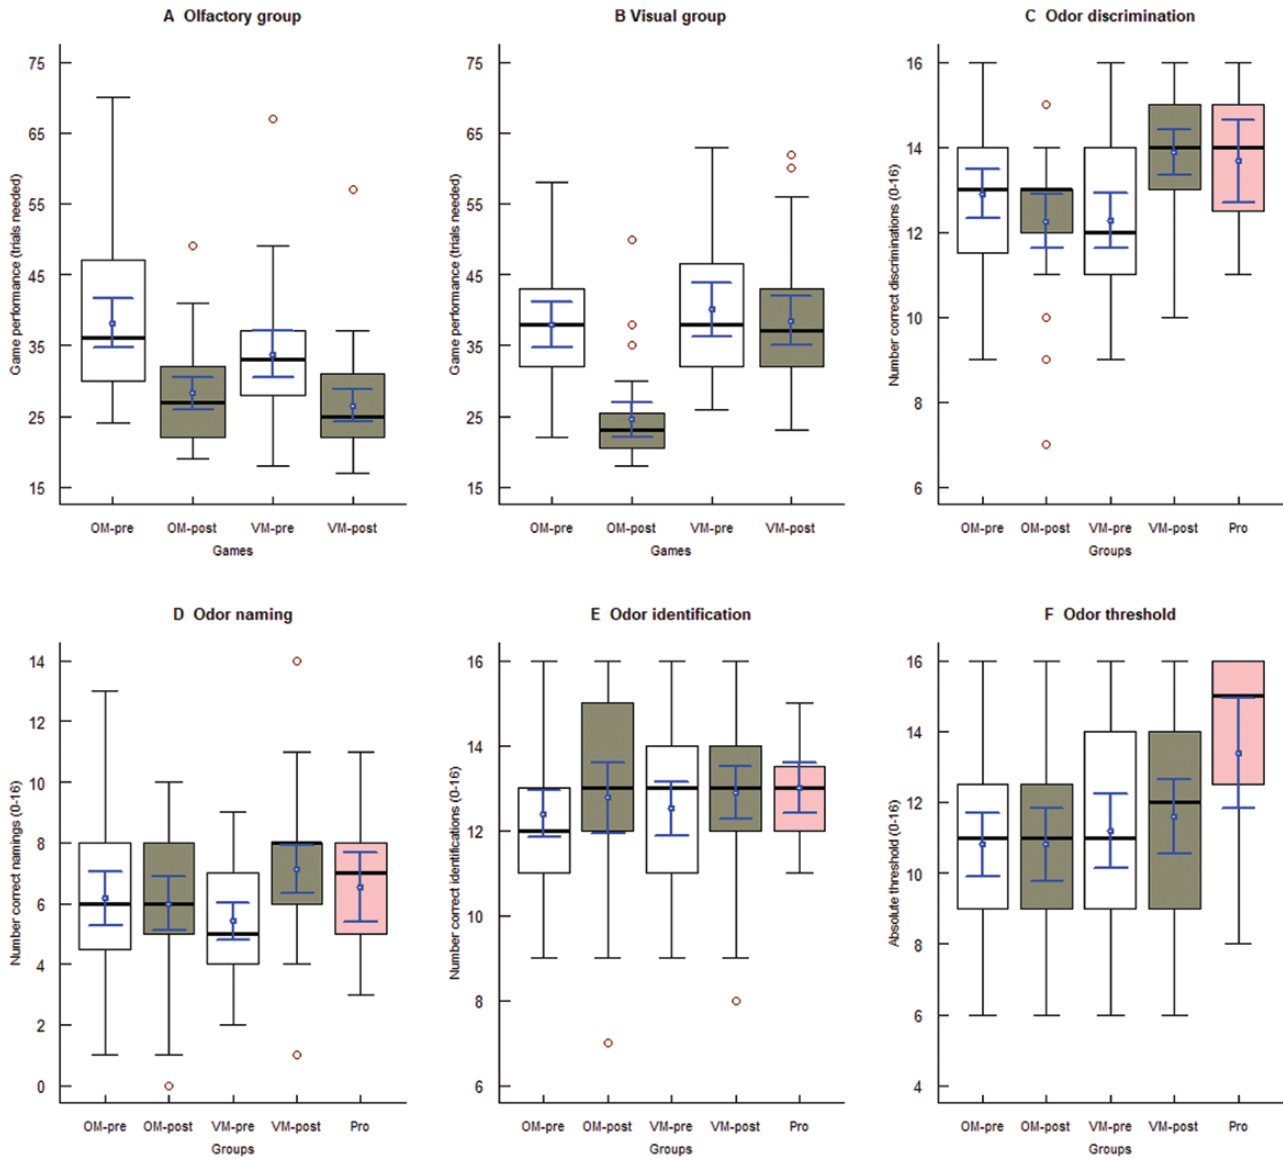 A Olfactory group
B Visual group
C Odor discrimination
Game performance (trials needed)
75
65
55
45
35
25
15
OM-pre OM-post VM-pre VM-post
Games
Game performance (trials needed)
75
65
55
45
35
25
15
OM-pre OM-post VM-pre VM-post
Games
Number correct discriminations (0-16)
16
14
12
10
8
6
OM-pre OM-post VM-pre VM-post Pro
Groups
D Odor naming
E Odor identification
F Odor threshold
Number correct namings (0-16)
14
12
10
8
6
4
2
0
OM-pre OM-post VM-pre VM-post Pro
Groups
Number correct identifications (0-16)
16
14
12
10
8
6
OM-pre OM-post VM-pre VM-post Pro
Groups
Absolute threshold (0-16)
16
14
12
10
8
6
4
OM-pre OM-post VM-pre VM-post Pro
Groups